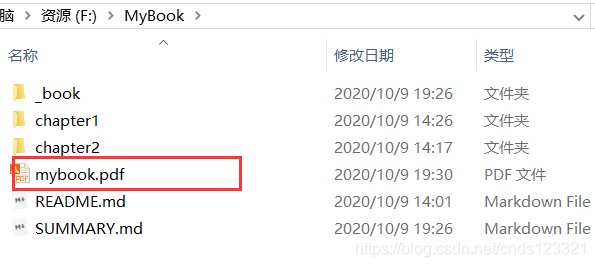 脑 › 资源 (F:) › MyBook ›
名称 修改日期 类型
_book 2020/10/9 19:26 文件夹
chapter1 2020/10/9 14:26 文件夹
chapter2 2020/10/9 14:17 文件夹
PDF mybook.pdf 2020/10/9 19:30 PDF 文件
M↓ README.md 2020/10/9 14:01 Markdown File
M↓ SUMMARY.md 2020/10/9 19:26 Markdown File
https://blog.csdn.net/cnds123321